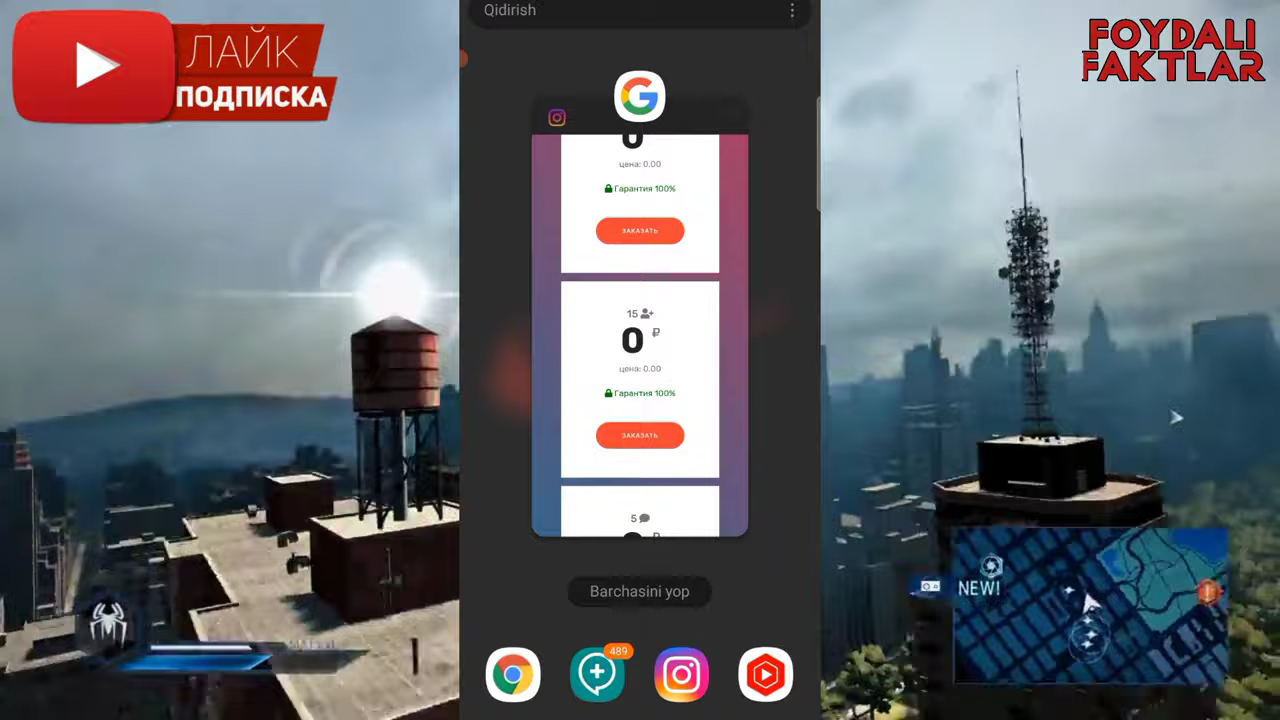 ЛАЙК
ПОДПИСКА
FOYDALI
FAKTLAR
Qidirish
цена: 0.00
Гарантия 100%
ЗАКАЗАТЬ
15
0 ₽
цена: 0.00
Гарантия 100%
ЗАКАЗАТЬ
5
Barchasini yop
489
NEW!